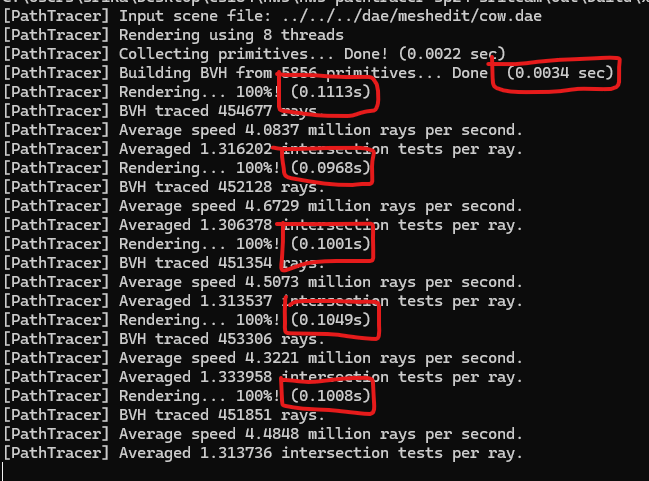 [PathTracer] Input scene file: ../../../dae/meshedit/cow.dae
[PathTracer] Rendering using 8 threads
[PathTracer] Collecting primitives... Done! (0.0022 sec)
[PathTracer] Building BVH from 5856 primitives... Done (0.0034 sec)
[PathTracer] Rendering... 100%! (0.1113s)
[PathTracer] BVH traced 454677 rays.
[PathTracer] Average speed 4.0837 million rays per second.
[PathTracer] Averaged 1.316202 intersection tests per ray.
[PathTracer] Rendering... 100%! (0.0968s)
[PathTracer] BVH traced 452128 rays.
[PathTracer] Average speed 4.6729 million rays per second.
[PathTracer] Averaged 1.306378 intersection tests per ray.
[PathTracer] Rendering... 100%! (0.1001s)
[PathTracer] BVH traced 451354 rays.
[PathTracer] Average speed 4.5073 million rays per second.
[PathTracer] Averaged 1.313537 intersection tests per ray.
[PathTracer] Rendering... 100%! (0.1049s)
[PathTracer] BVH traced 453306 rays.
[PathTracer] Average speed 4.3221 million rays per second.
[PathTracer] Averaged 1.333958 intersection tests per ray.
[PathTracer] Rendering... 100%! (0.1008s)
[PathTracer] BVH traced 451851 rays.
[PathTracer] Average speed 4.4848 million rays per second.
[PathTracer] Averaged 1.313736 intersection tests per ray.